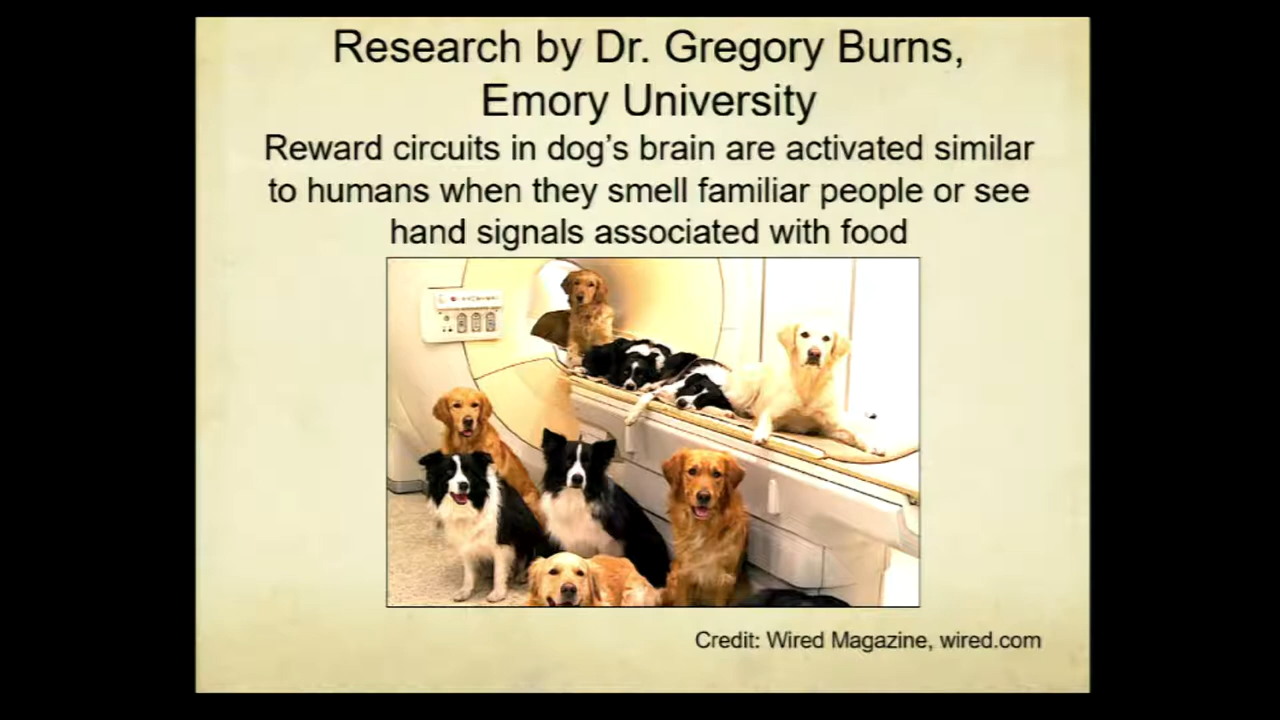 Research by Dr. Gregory Burns,
Emory University
Reward circuits in dog's brain are activated similar
to humans when they smell familiar people or see
hand signals associated with food
Credit: Wired Magazine, wired.com